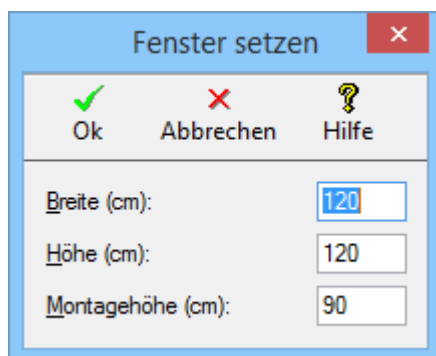 Fenster setzen
Ok Abbrechen Hilfe
Breite (cm): 120
Höhe (cm): 120
Montagehöhe (cm): 90